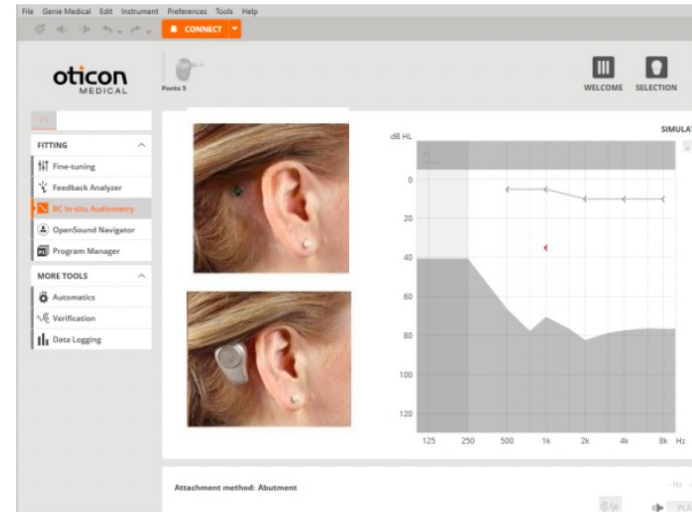 File Genie Medical Edit Instrument Preferences Tools Help
CONNECT
oticon
MEDICAL
Ponto 5
WELCOME SELECTION
FITTING
Fine-tuning
Feedback Analyzer
BC In-situ Audiometry
OpenSound Navigator
Program Manager
MORE TOOLS
Automatics
Verification
Data Logging
SIMULAT
dB HL
0
20
40
60
80
100
120
125 250 500 1k 2k 4k 8k Hz
Attachment method: Abutment
- Hz
PLA